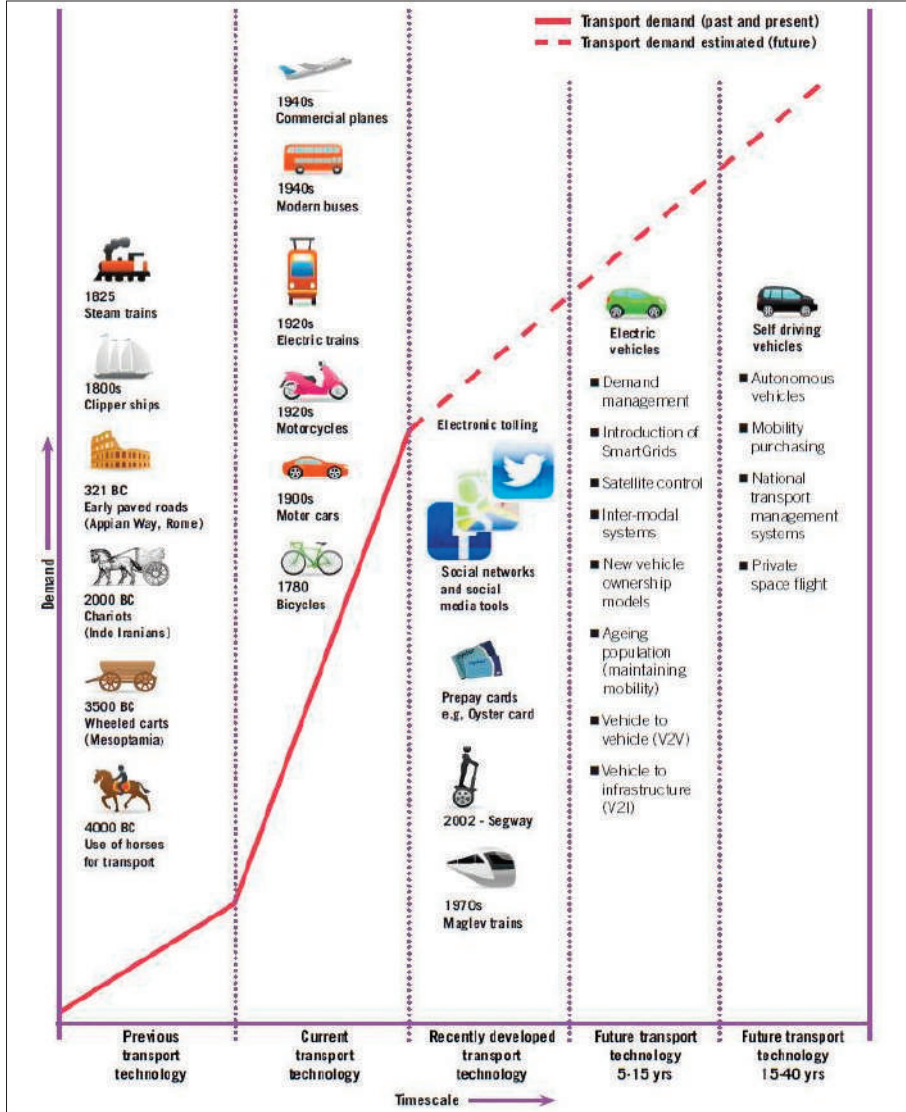 Transport demand (past and present)
Transport demand estimated (future)
Demand
1825
Steam trains
1800s
Clipper ships
321 BC
Early paved roads
(Appian Way, Rome)
2000 BC
Chariots
(Indo Iranians)
3500 BC
Wheeled carts
(Mesoptamia)
4000 BC
Use of horses
for transport
1940s
Commercial planes
1940s
Modern buses
1920s
Electric trains
1920s
Motorcycles
1900s
Motor cars
1780
Bicycles
Electronic tolling
Social networks
and social
media tools
Prepay cards
e.g, Oyster card
2002 - Segway
1970s
Maglev trains
Electric
vehicles
■ Demand
management
■ Introduction of
SmartGrids
■ Satellite control
■ Inter-modal
systems
■ New vehicle
ownership
models
■ Ageing
population
(maintaining
mobility)
■ Vehicle to
vehicle (V2V)
■ Vehicle to
infrastructure
(V2I)
Self driving
vehicles
■ Autonomous
vehicles
■ Mobility
purchasing
■ National
transport
management
systems
■ Private
space flight
Previous
transport
technology
Current
transport
technology
Recently developed
transport
technology
Future transport
technology
5-15 yrs
Future transport
technology
15-40 yrs
Timescale